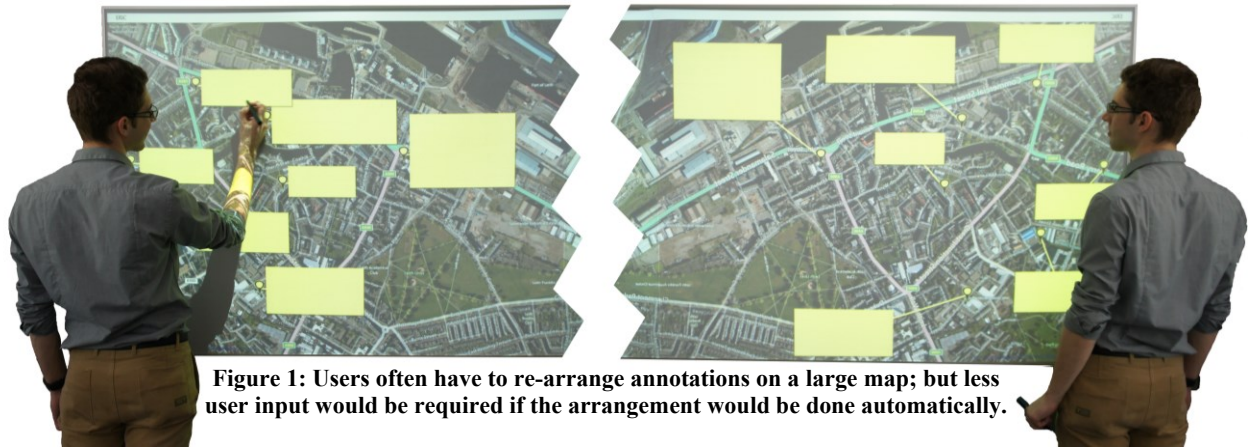 Figure 1: Users often have to re-arrange annotations on a large map; but less
user input would be required if the arrangement would be done automatically.